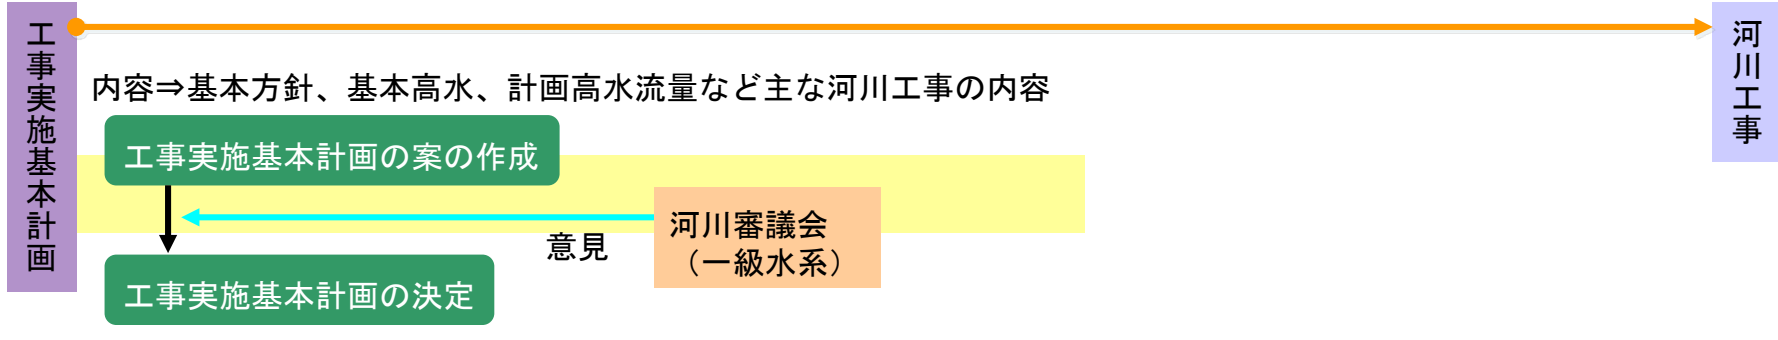 工事実施基本計画
内容⇒基本方針、基本高水、計画高水流量など主な河川工事の内容
工事実施基本計画の案の作成
意見
河川審議会
（一級水系）
工事実施基本計画の決定
河川工事